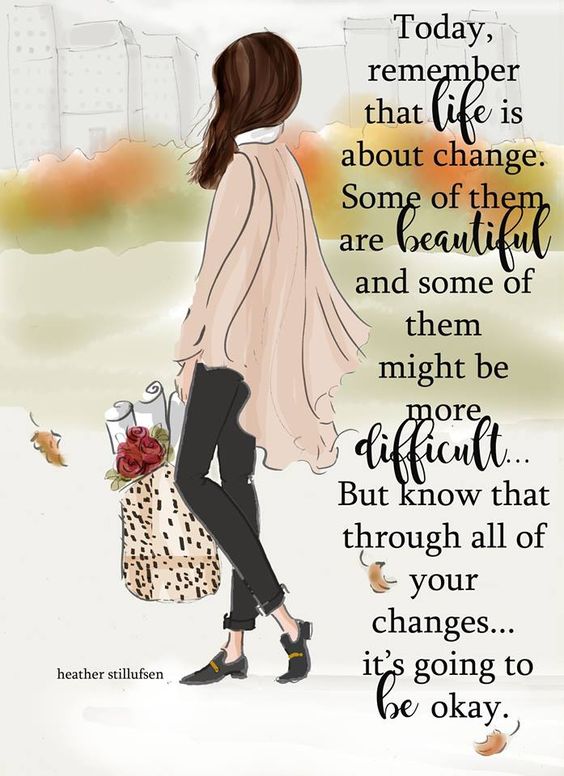 Today,
remember
that life is
about change.
Some of them
are beautiful
and some of
them
might be
more
difficult...
But know that
through all of
your
changes...
it's going to
be okay.
heather stillufsen